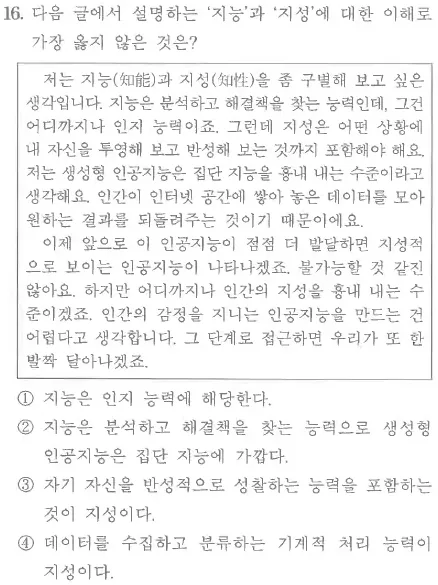 16. 다음 글에서 설명하는 '지능'과 '지성'에 대한 이해로
가장 옳지 않은 것은?
저는 지능(知能)과 지성(知性)을 좀 구별해 보고 싶은
생각입니다. 지능은 분석하고 해결책을 찾는 능력인데, 그건
어디까지나 인지 능력이죠. 그런데 지성은 어떤 상황에
내 자신을 투영해 보고 반성해 보는 것까지 포함해야 해요.
저는 생성형 인공지능은 집단 지능을 흉내 내는 수준이라고
생각해요. 인간이 인터넷 공간에 쌓아 놓은 데이터를 모아
원하는 결과를 되돌려주는 것이기 때문이에요.
이제 앞으로 이 인공지능이 점점 더 발달하면 지성적
으로 보이는 인공지능이 나타나겠죠. 불가능할 것 같진
않아요. 하지만 어디까지나 인간의 지성을 흉내 내는 수
준이겠죠. 인간의 감정을 지니는 인공지능을 만드는 건
어렵다고 생각합니다. 그 단계로 접근하면 우리가 또 한
발짝 달아나겠죠.
① 지능은 인지 능력에 해당한다.
② 지능은 분석하고 해결책을 찾는 능력으로 생성형
인공지능은 집단 지능에 가깝다.
③ 자기 자신을 반성적으로 성찰하는 능력을 포함하는
것이 지성이다.
④ 데이터를 수집하고 분류하는 기계적 처리 능력이
지성이다.